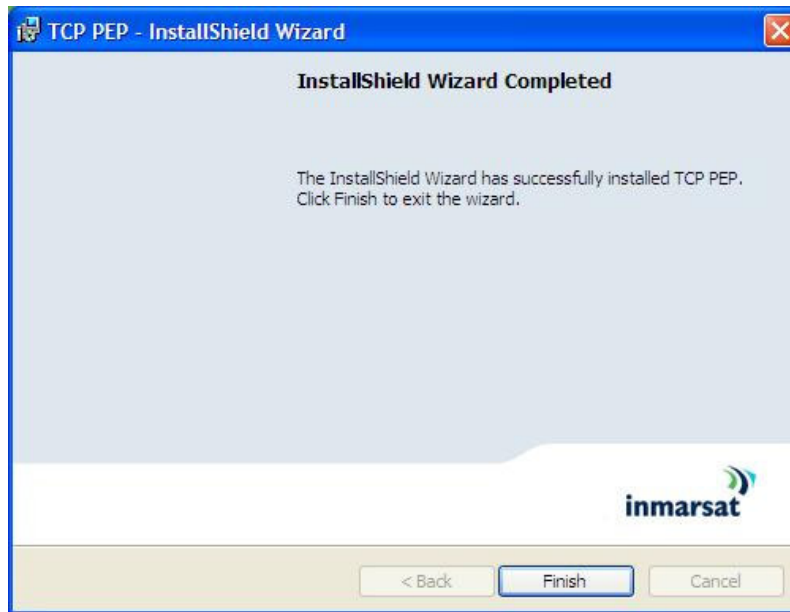 TCP PEP - InstallShield Wizard
InstallShield Wizard Completed
The InstallShield Wizard has successfully installed TCP PEP.
Click Finish to exit the wizard.
inmarsat
< Back Finish Cancel